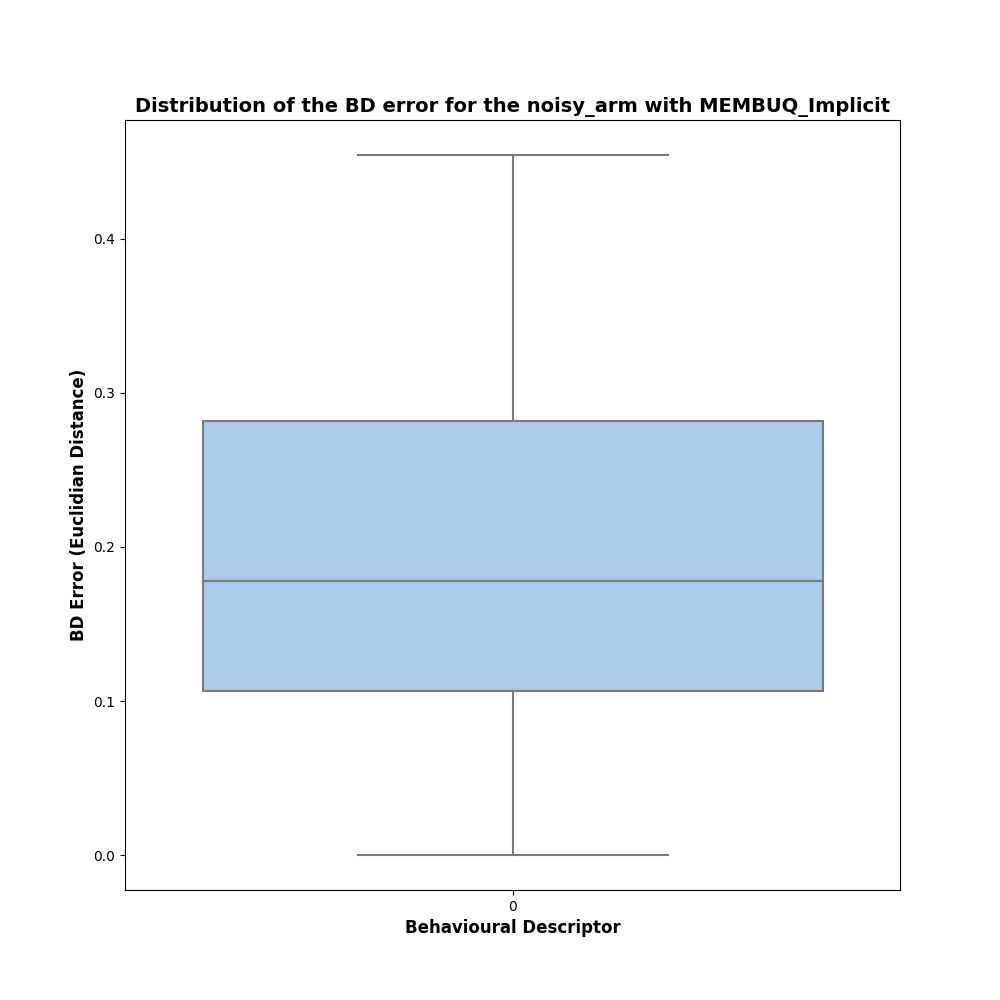 Distribution of the BD error for the noisy_arm with MEMBUQ_Implicit
0.4
0.3
0.2
0.1
0.0
BD Error (Euclidian Distance)
0
Behavioural Descriptor